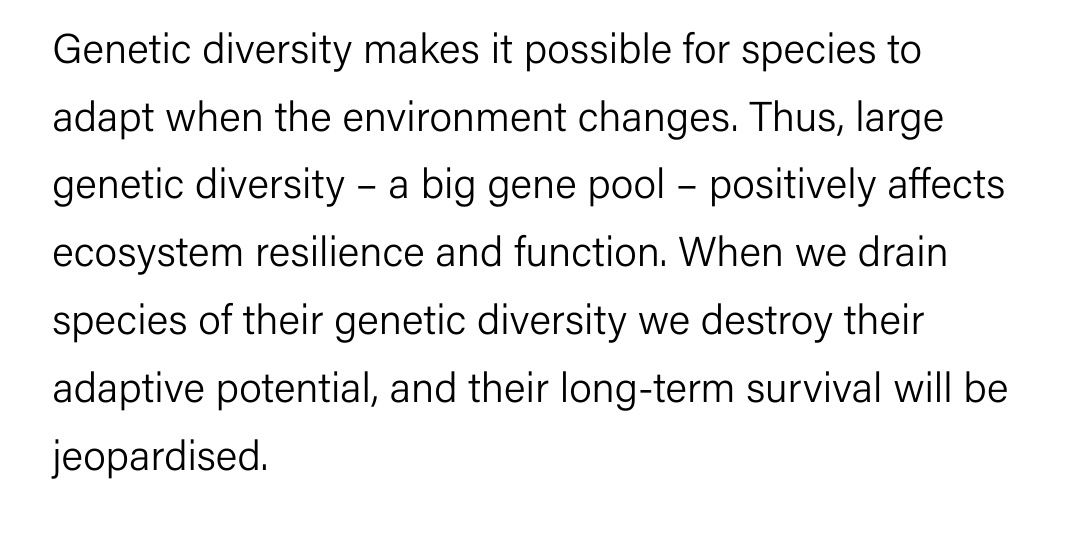 Genetic diversity makes it possible for species to
adapt when the environment changes. Thus, large
genetic diversity – a big gene pool – positively affects
ecosystem resilience and function. When we drain
species of their genetic diversity we destroy their
adaptive potential, and their long-term survival will be
jeopardised.